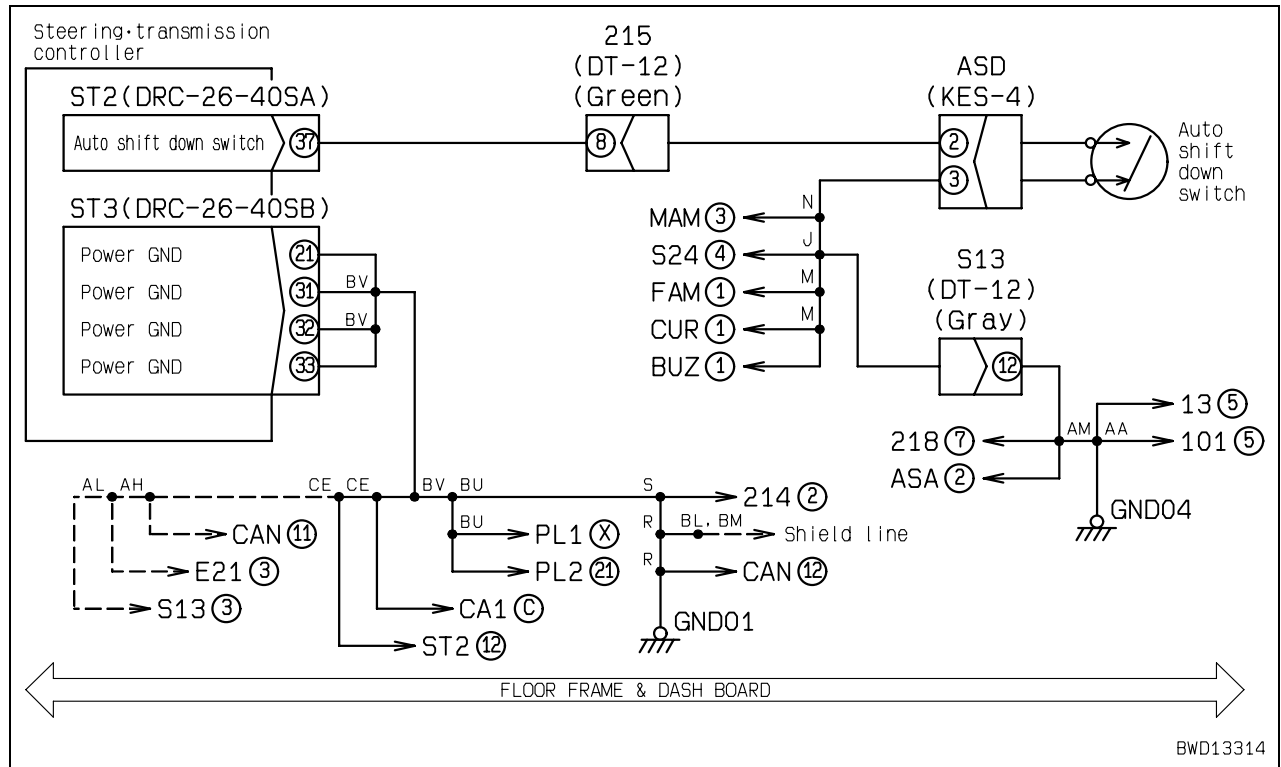 Steering·transmission
controller
ST2(DRC-26-40SA)
Auto shift down switch 37
ST3(DRC-26-40SB)
Power GND 21
Power GND 31 BV
Power GND 32 BV
Power GND 33
215
(DT-12)
(Green)
8
ASD
(KES-4)
2
3
Auto
shift
down
switch
N
MAM 3
J
S24 4
M
FAM 1
M
CUR 1
BUZ 1
S13
(DT-12)
(Gray)
12
13 5
218 7 AM AA 101 5
ASA 2
GND04
AL AH CE CE BV BU S 214 2
CAN 11 BU PL1 X R BL, BM Shield line
E21 3 PL2 21 R CAN 12
S13 3 CA1 C GND01
ST2 12
FLOOR FRAME & DASH BOARD
BWD13314